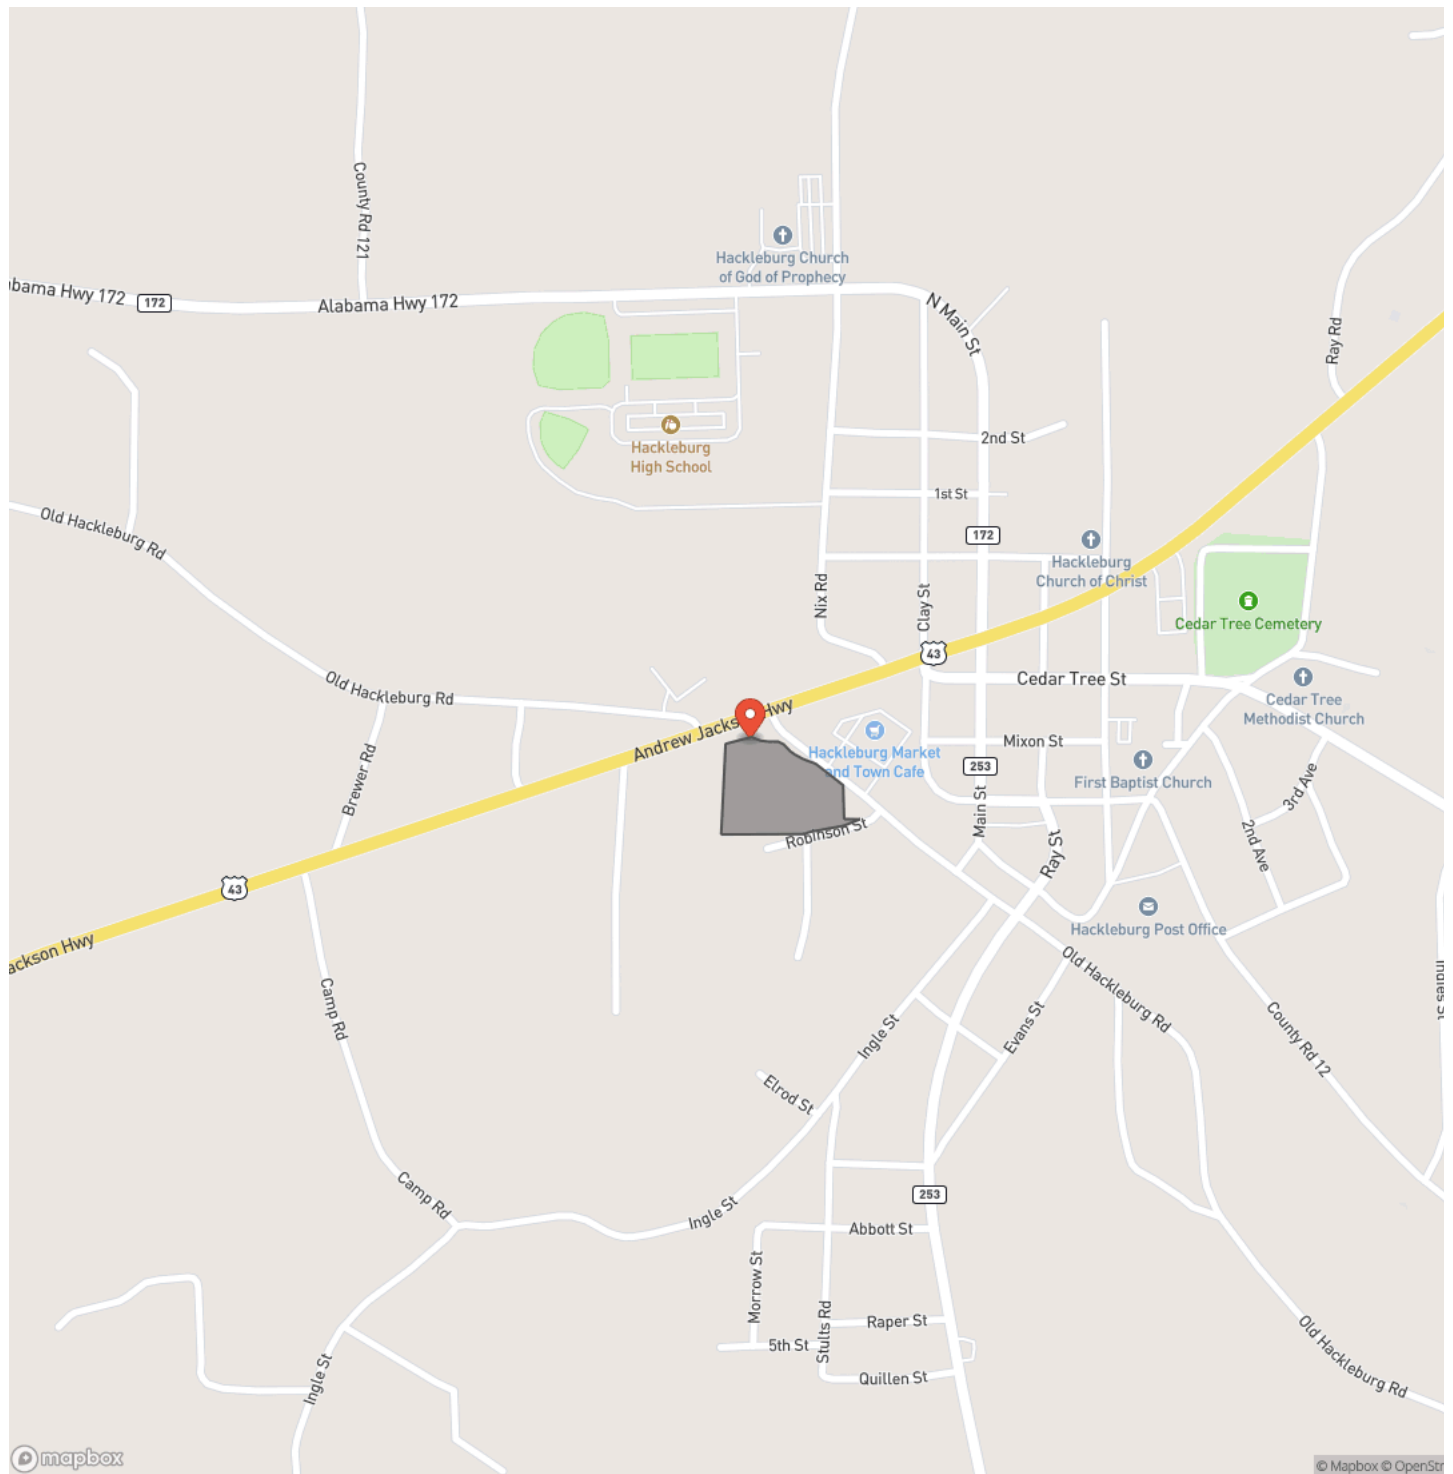 County Rd 121
Hackleburg Church
of God of Prophecy
bama Hwy 172
172
Alabama Hwy 172
N Main St
Ray Rd
Hackleburg
High School
2nd St
1st St
172
Old Hackleburg Rd
Hackleburg
Church of Christ
Nix Rd
Clay St
Cedar Tree Cemetery
43
Cedar Tree St
Old Hackleburg Rd
Cedar Tree
Methodist Church
Andrew Jackson Hwy
Hackleburg Market
and Town Cafe
Mixon St
253
First Baptist Church
Brewer Rd
Main St
3rd Ave
2nd Ave
Robinson St
Ray St
43
Hackleburg Post Office
ackson Hwy
Old Hackleburg Rd
Ingles St
Camp Rd
Ingle St
Evans St
County Rd 12
Elrod St
Camp Rd
253
Ingle St
Abbott St
Morrow St
Stults Rd
Raper St
5th St
Quillen St
Ingle St
Old Hackleburg Rd
mapbox
© Mapbox © OpenStr